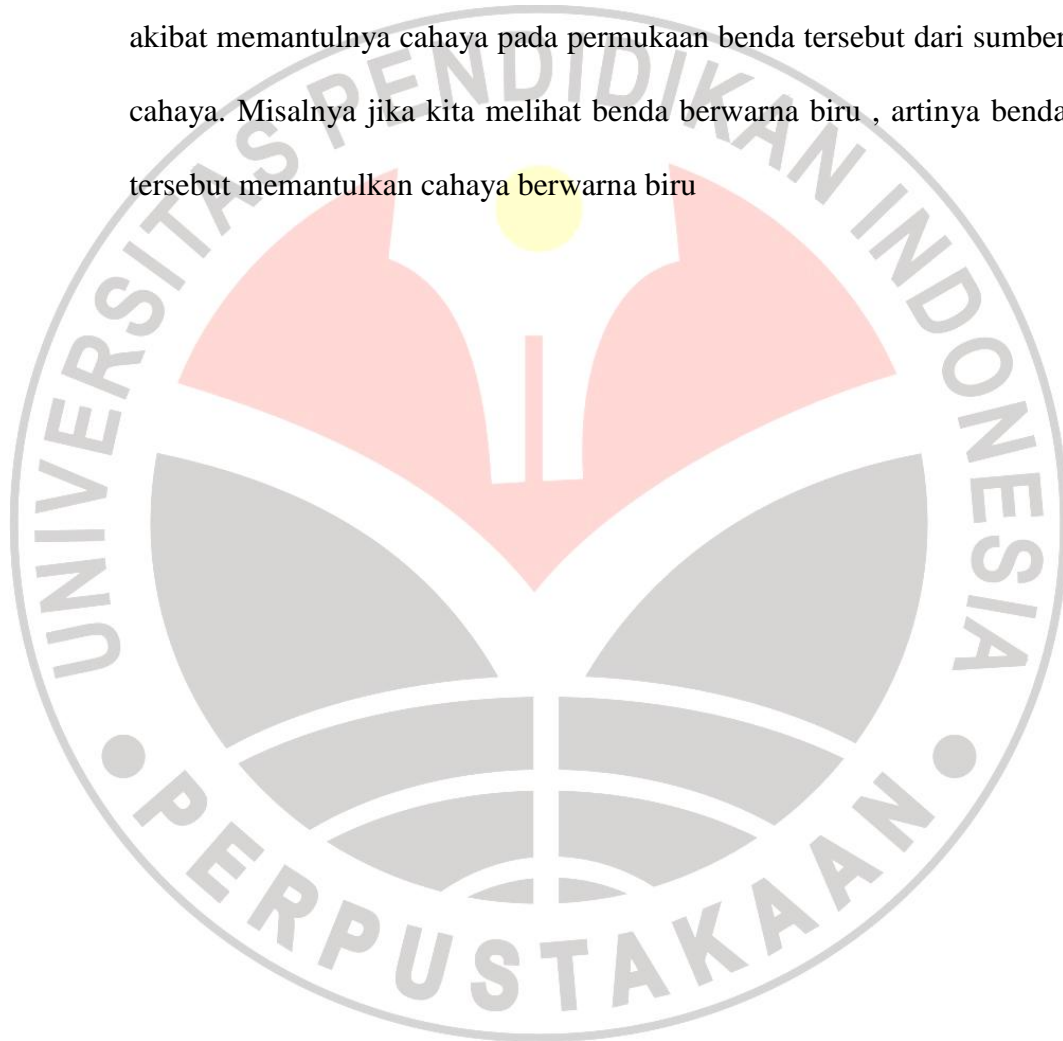 akibat memantulnya cahaya pada permukaan benda tersebut dari sumber
cahaya. Misalnya jika kita melihat benda berwarna biru , artinya benda
tersebut memantulkan cahaya berwarna biru
UNIVERSITAS PENDIDIKAN INDONESIA
PERPUSTAKAAN